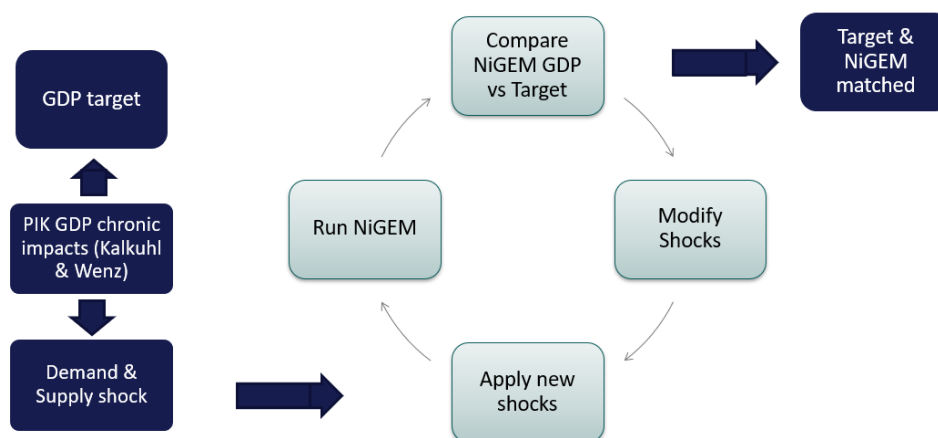 GDP target
PIK GDP chronic
impacts (Kalkuhl
& Wenz)
Demand &
Supply shock
Compare
NiGEM GDP
vs Target
Run NiGEM
Modify
Shocks
Apply new
shocks
Target &
NiGEM
matched